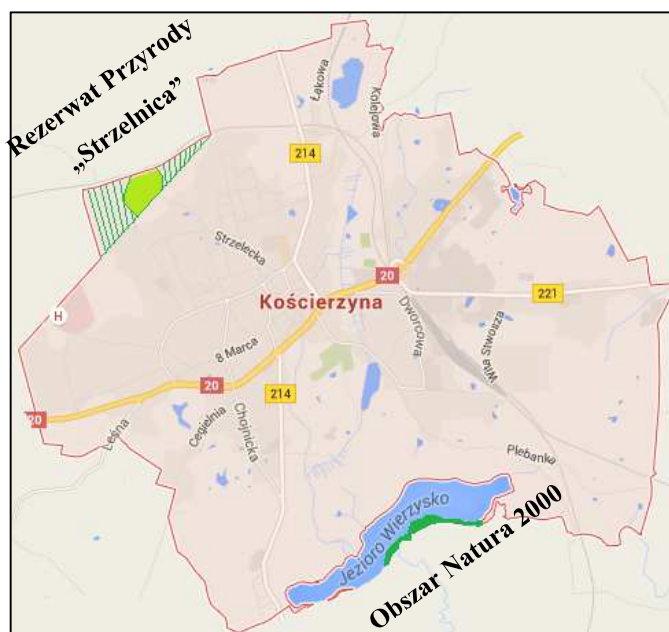 Rezerwat Przyrody
„Strzelnica”
Łąkowa
Kolejowa
214
Strzelecka
20
Kościerzyna
221
Dworcowa
Wita Stwosza
H
8 Marca
20
214
20
Leśna
Cegielnia
Chojnicka
Plebanka
Jezioro Wierzysko
Obszar Natura 2000